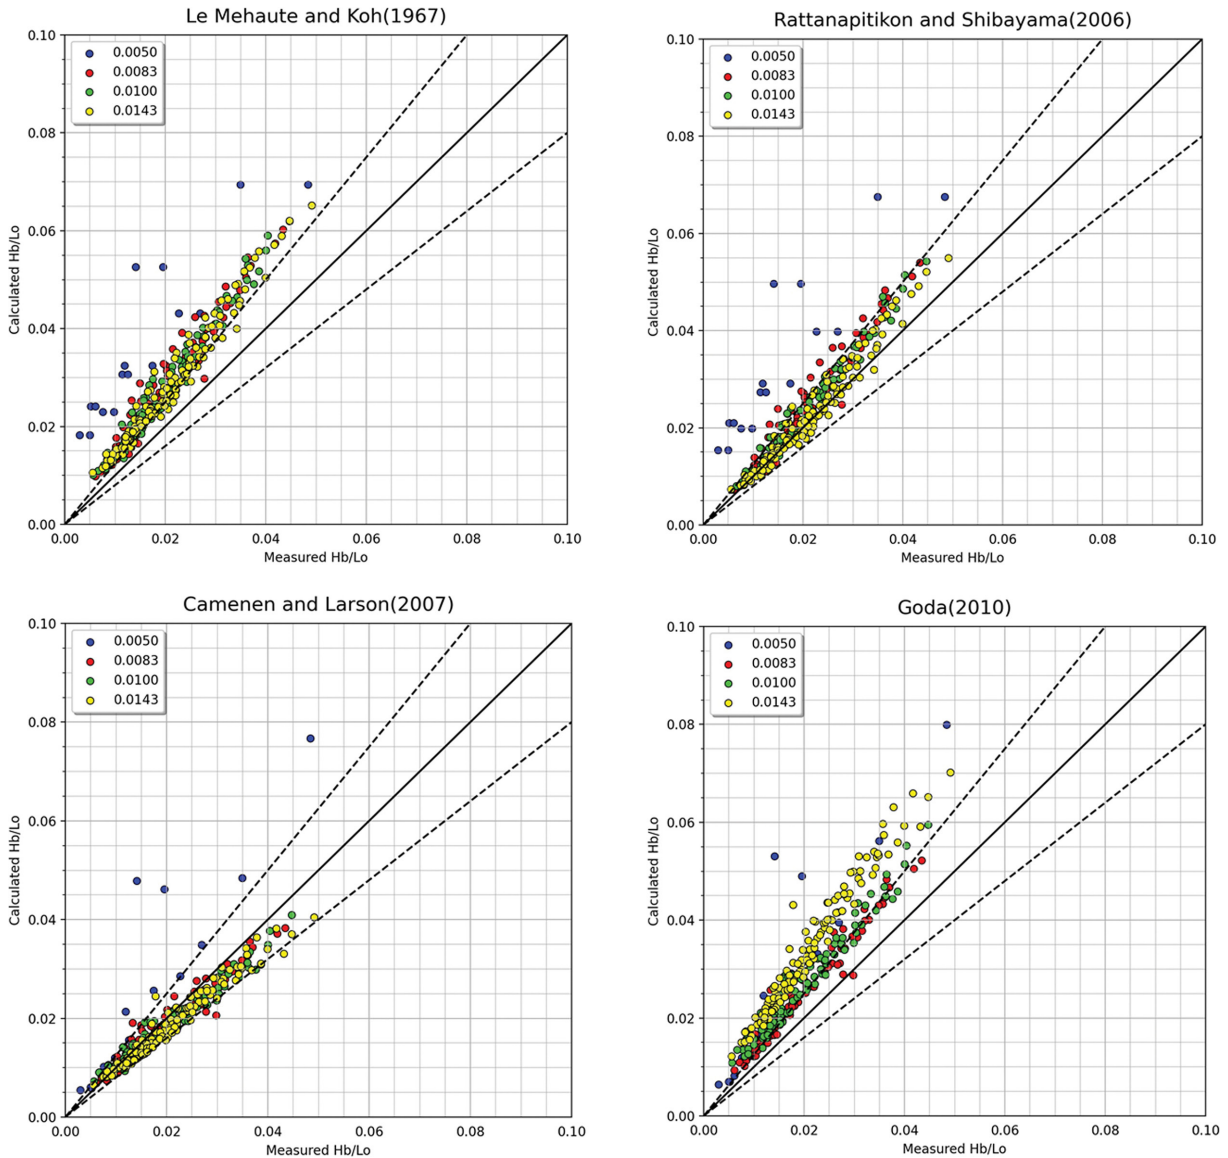 Le Mehaute and Koh(1967)
0.10
0.08
0.06
0.04
0.02
0.00
Calculated Hb/Lo
0.0050
0.0083
0.0100
0.0143
0.00 0.02 0.04 0.06 0.08 0.10
Measured Hb/Lo
Rattanapitikon and Shibayama(2006)
0.10
0.08
0.06
0.04
0.02
0.00
Calculated Hb/Lo
0.0050
0.0083
0.0100
0.0143
0.00 0.02 0.04 0.06 0.08 0.10
Measured Hb/Lo
Camenen and Larson(2007)
0.10
0.08
0.06
0.04
0.02
0.00
Calculated Hb/Lo
0.0050
0.0083
0.0100
0.0143
0.00 0.02 0.04 0.06 0.08 0.10
Measured Hb/Lo
Goda(2010)
0.10
0.08
0.06
0.04
0.02
0.00
Calculated Hb/Lo
0.0050
0.0083
0.0100
0.0143
0.00 0.02 0.04 0.06 0.08 0.10
Measured Hb/Lo